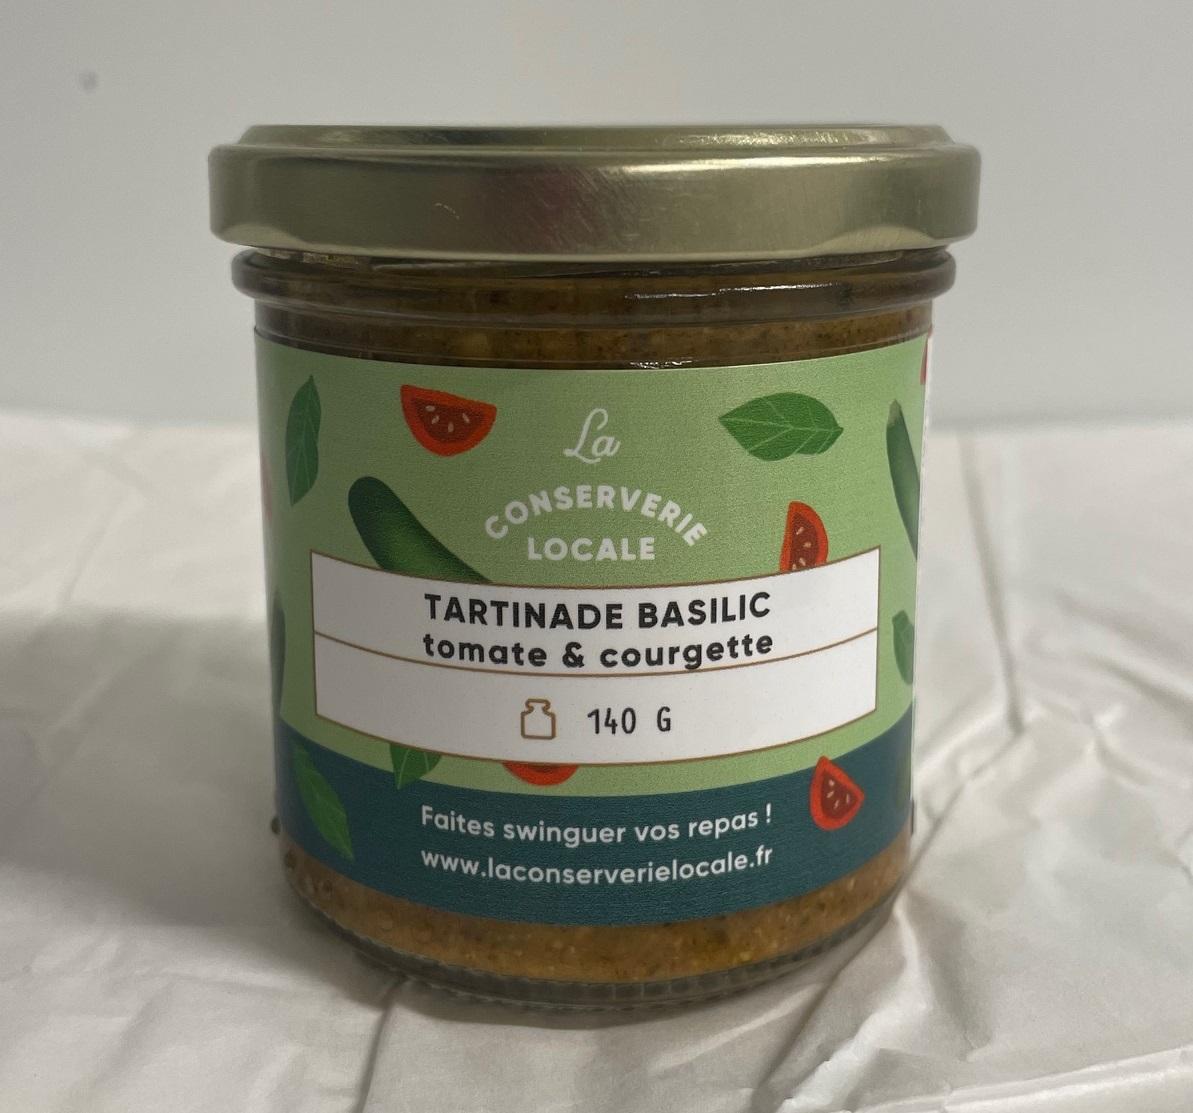 La
CONSERVERIE
LOCALE
TARTINADE BASILIC
tomate & courgette
140 G
Faites swinguer vos repas !
www.laconserverielocale.fr